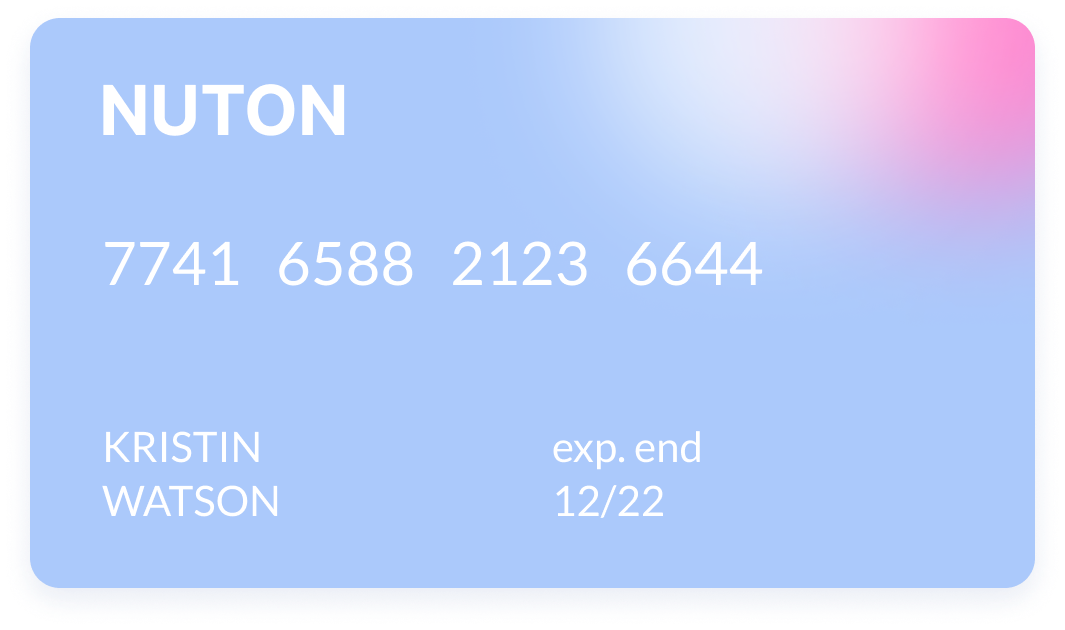 NUTON
7741 6588 2123 6644
KRISTIN
WATSON
exp. end
12/22